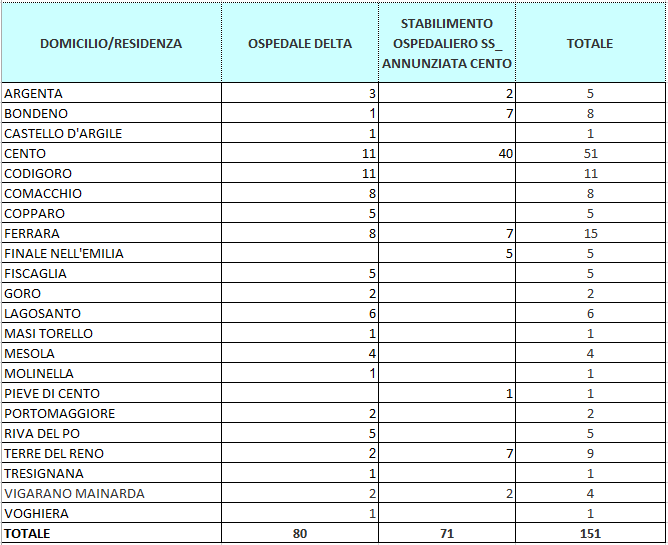 DOMICILIO/RESIDENZA OSPEDALE DELTA STABILIMENTO OSPEDALIERO SS_ ANNUNZIATA CENTO TOTALE
ARGENTA 3 2 5
BONDENO 1 7 8
CASTELLO D'ARGILE 1 1
CENTO 11 40 51
CODIGORO 11 11
COMACCHIO 8 8
COPPARO 5 5
FERRARA 8 7 15
FINALE NELL'EMILIA 5 5
FISCAGLIA 5 5
GORO 2 2
LAGOSANTO 6 6
MASI TORELLO 1 1
MESOLA 4 4
MOLINELLA 1 1
PIEVE DI CENTO 1 1
PORTOMAGGIORE 2 2
RIVA DEL PO 5 5
TERRE DEL RENO 2 7 9
TRESIGNANA 1 1
VIGARANO MAINARDA 2 2 4
VOGHIERA 1 1
TOTALE 80 71 151